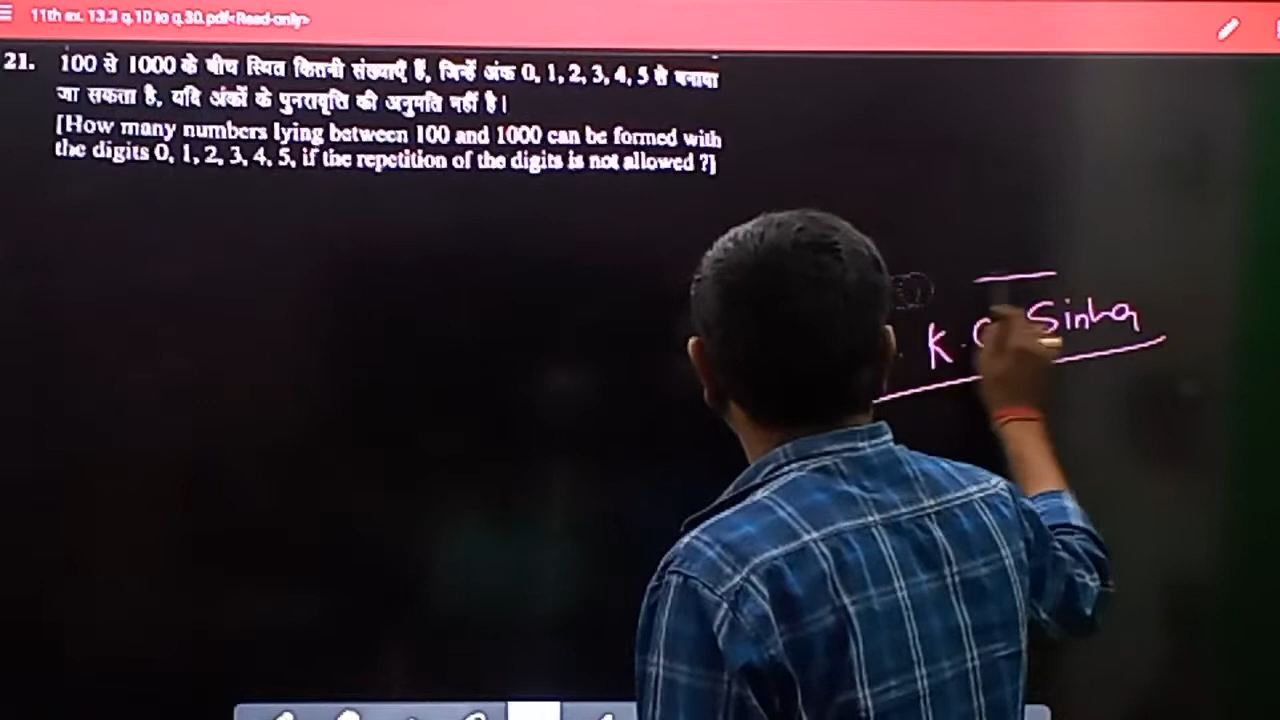 11th ex. 13.3 q.10 to q.30.pdf<Read-only>
21. 100 से 1000 के बीच स्थित कितनी संख्याएँ हैं, जिन्हें अंक 0, 1, 2, 3, 4, 5 से बनाया
जा सकता है, यदि अंकों के पुनरावृत्ति की अनुमति नहीं है।
[How many numbers lying between 100 and 1000 can be formed with
the digits 0, 1, 2, 3, 4, 5, if the repetition of the digits is not allowed ?]
K. Sinha